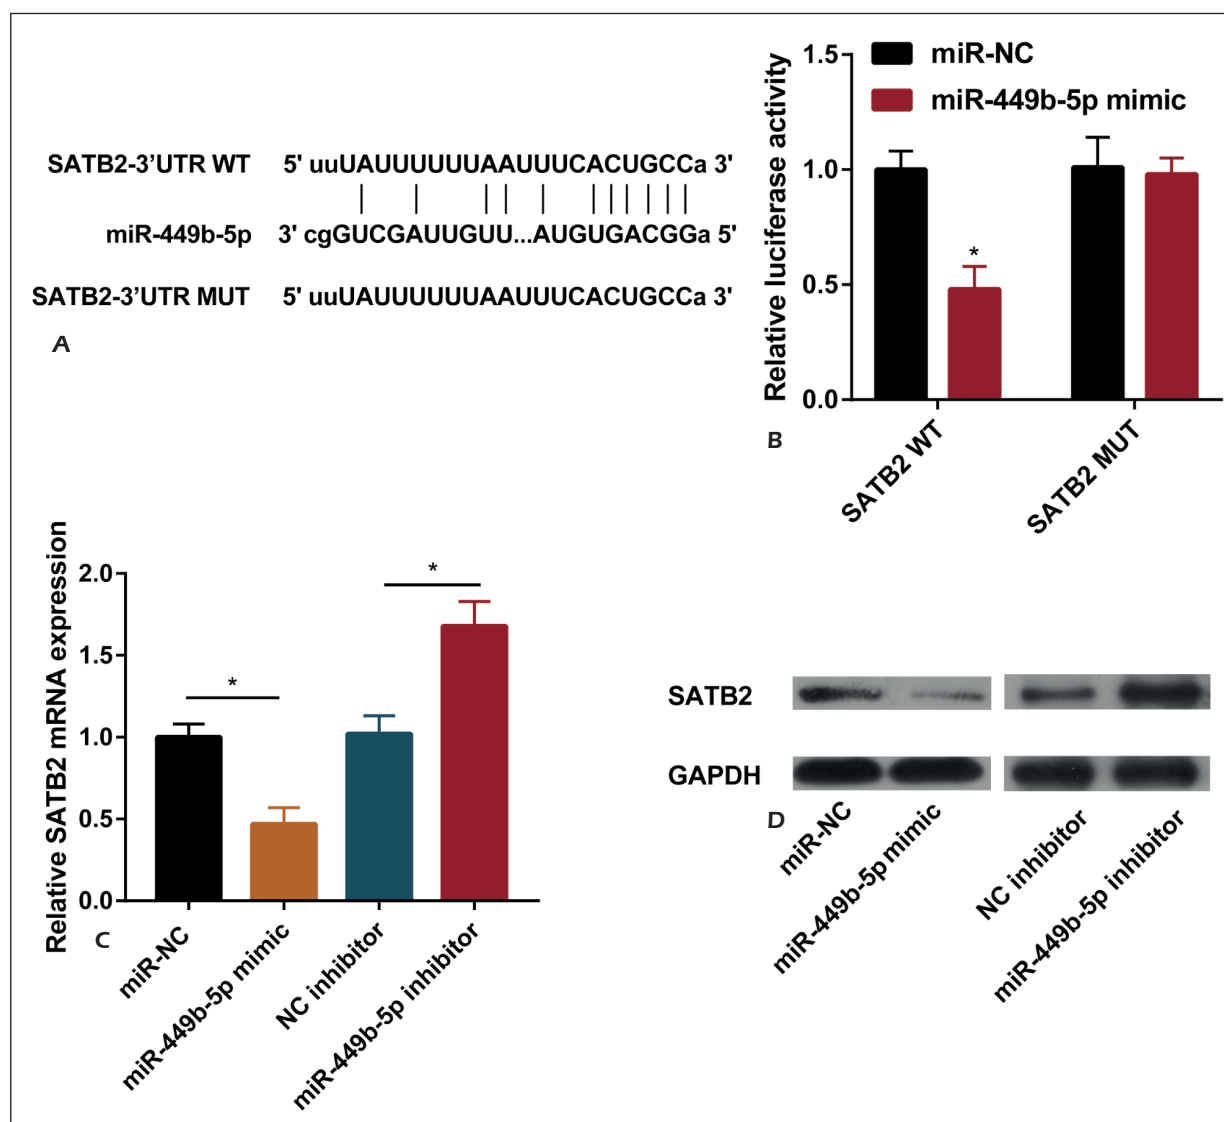 SATB2-3'UTR WT 5' uuUAUUUUUUAAUUUCACUGCCa 3'
miR-449b-5p 3' cgGUCGAUUGUU...AUGUGACGGa 5'
SATB2-3'UTR MUT 5' uuUAUUUUUUAAUUUCACUGCCa 3'
A
Relative luciferase activity
1.5
1.0
0.5
0.0
miR-NC
miR-449b-5p mimic
*
SATB2 WT
SATB2 MUT
B
Relative SATB2 mRNA expression
2.0
1.5
1.0
0.5
0.0
*
*
miR-NC
miR-449b-5p mimic
NC inhibitor
miR-449b-5p inhibitor
C
SATB2
GAPDH
D
miR-NC
miR-449b-5p mimic
NC inhibitor
miR-449b-5p inhibitor